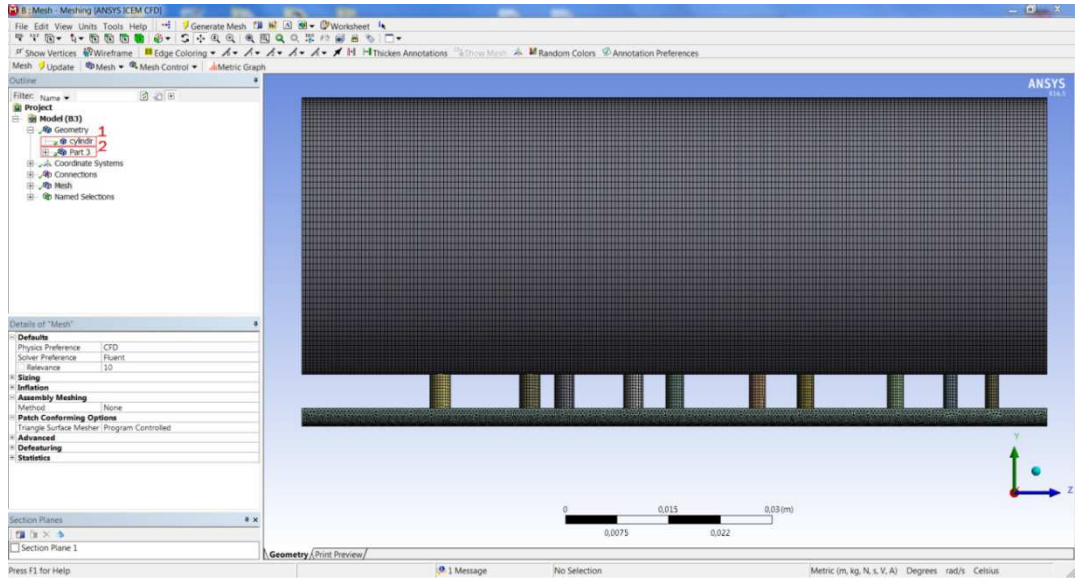 B : Mesh - Meshing [ANSYS ICEM CFD]
File Edit View Units Tools Help Generate Mesh Worksheet
Show Vertices Wireframe Edge Coloring Thicken Annotations Show Mesh Random Colors Annotation Preferences
Mesh Update Mesh Mesh Control Metric Graph
Outline
Filter: Name
Project
Model (B3)
Geometry 1
cylindr
Part 3 2
Coordinate Systems
Connections
Mesh
Named Selections
ANSYS
R16.0
Details of "Mesh"
Defaults
Physics Preference CFD
Solver Preference Fluent
Relevance 10
Sizing
Inflation
Assembly Meshing
Method None
Patch Conforming Options
Triangle Surface Mesher Program Controlled
Advanced
Defeaturing
Statistics
Y
Z
0 0,015 0,03 (m)
0,0075 0,022
Section Planes
Section Plane 1
Geometry Print Preview
Press F1 for Help 1 Message No Selection Metric (m, kg, N, s, V, A) Degrees rad/s Celsius